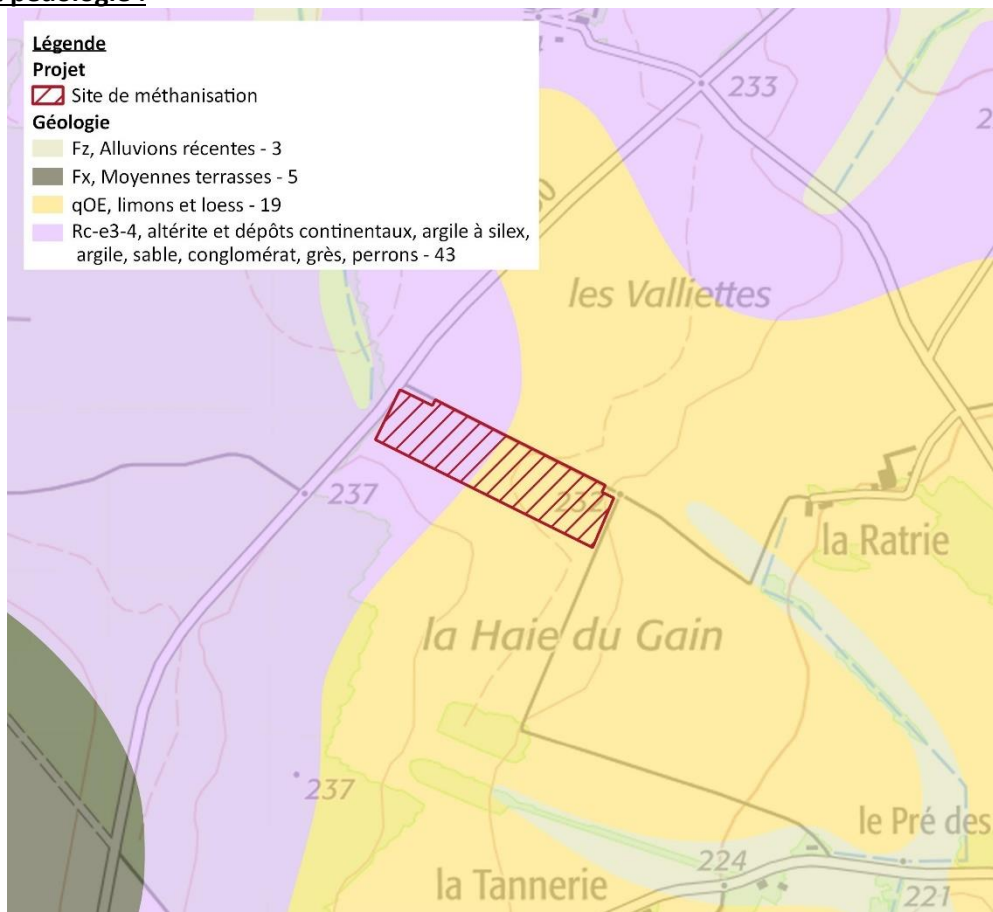 pédologie :
Légende
Projet
Site de méthanisation
Géologie
Fz, Alluvions récentes - 3
Fx, Moyennes terrasses - 5
qOE, limons et loess - 19
Rc-e3-4, altérite et dépôts continentaux, argile à silex,
argile, sable, conglomérat, grès, perrons - 43
233
les Valliettes
237
232
la Ratrie
la Haie du Gain
237
le Pré des
224
la Tannerie
221